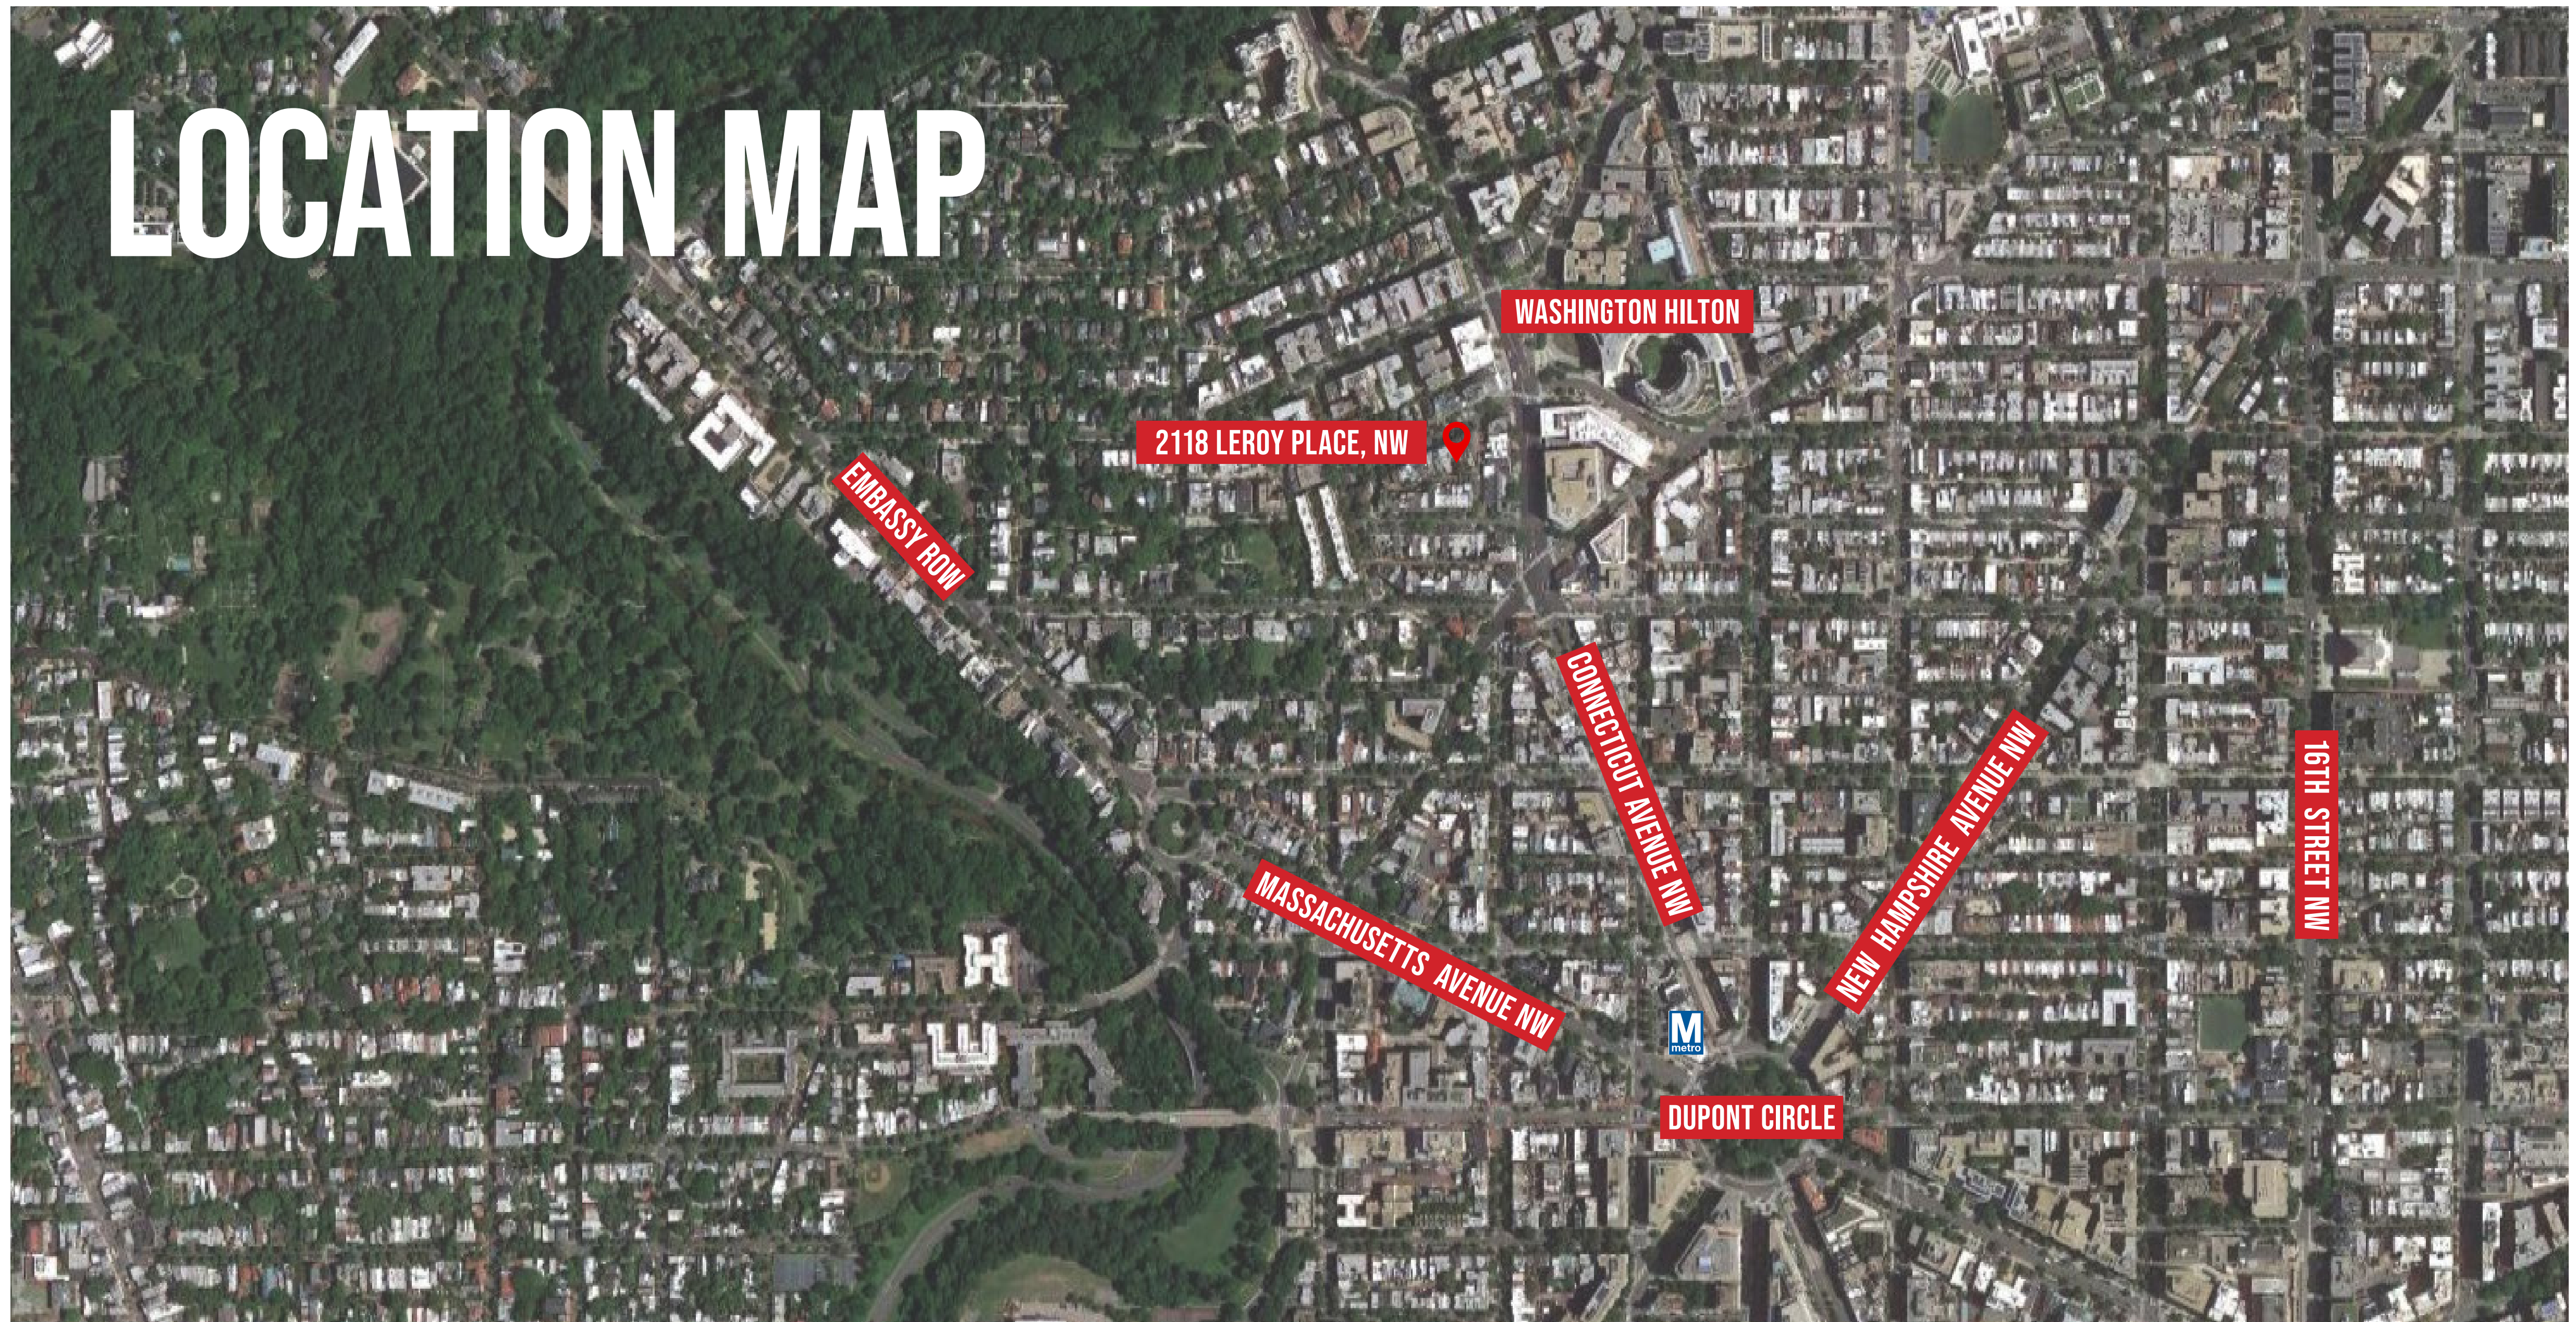 LOCATION MAP
WASHINGTON HILTON
2118 LEROY PLACE, NW
EMBASSY ROW
CONNECTICUT AVENUE NW
NEW HAMPSHIRE AVENUE NW
16TH STREET NW
MASSACHUSETTS AVENUE NW
M
metro
DUPONT CIRCLE